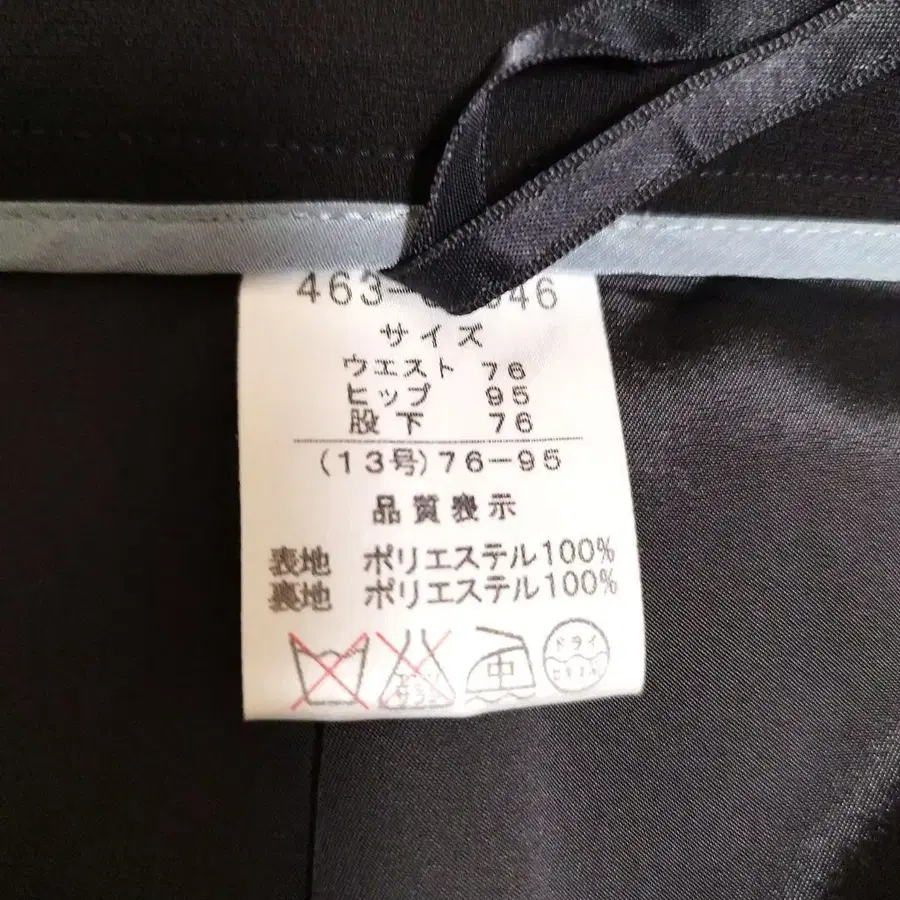 463-
サイズ
ウエスト 76
ヒップ 95
股下 76
(13号)76-95
品質表示
表地 ポリエステル100%
裏地 ポリエステル100%
中 ドライ